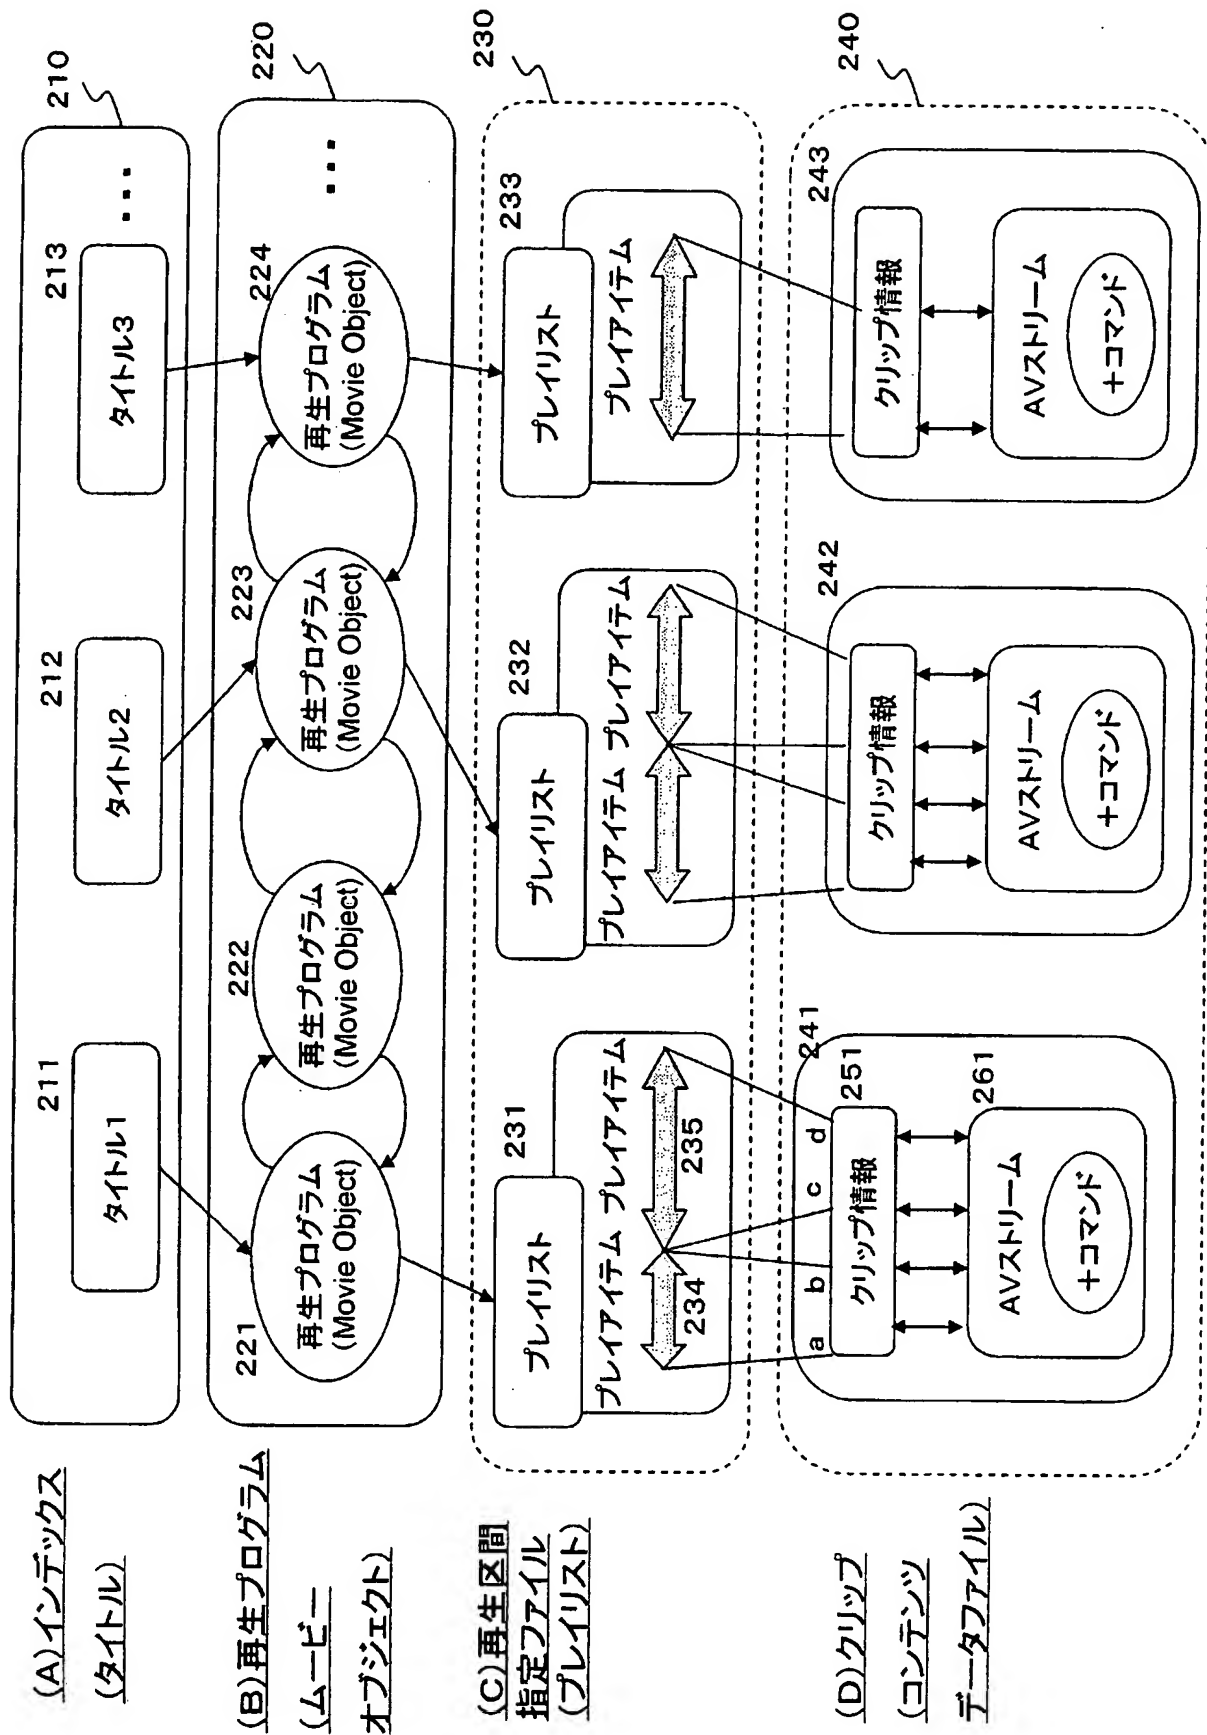 (A)インデックス
(タイトル)
210
211
タイトル1
212
タイトル2
213
タイトル3
...
(B)再生プログラム
(ムービー
オブジェクト)
220
221
再生プログラム
(Movie Object)
222
再生プログラム
(Movie Object)
223
再生プログラム
(Movie Object)
224
再生プログラム
(Movie Object)
...
(C)再生区間
指定ファイル
(プレイリスト)
230
231
プレイリスト
プレイアイテム プレイアイテム
234
235
232
プレイリスト
プレイアイテム プレイアイテム
233
プレイリスト
プレイアイテム
(D)クリップ
(コンテンツ
データファイル)
240
241
251
a b c d
クリップ情報
261
AVストリーム
+コマンド
242
クリップ情報
AVストリーム
+コマンド
243
クリップ情報
AVストリーム
+コマンド